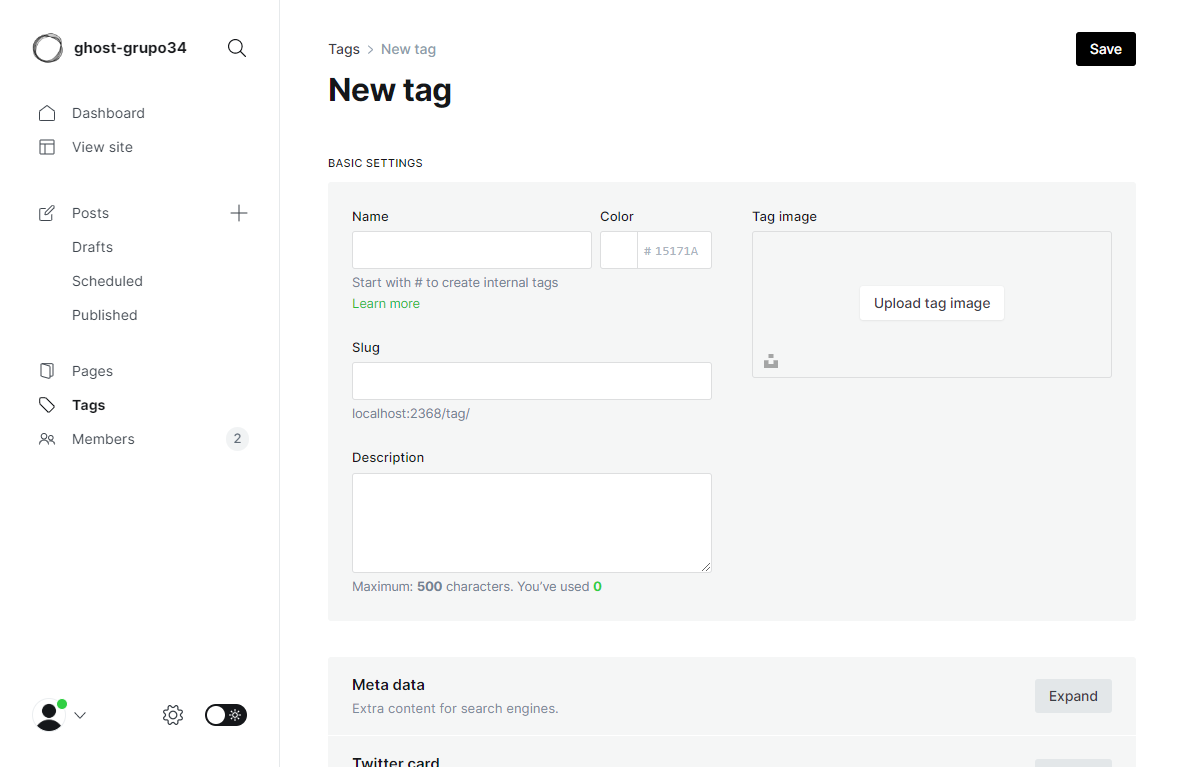 ghost-grupo34
Dashboard
View site
Posts
Drafts
Scheduled
Published
Pages
Tags
Members 2
Tags > New tag
Save
New tag
BASIC SETTINGS
Name
Color
# 15171A
Start with # to create internal tags
Learn more
Slug
localhost:2368/tag/
Description
Maximum: 500 characters. You’ve used 0
Tag image
Upload tag image
Meta data
Extra content for search engines.
Expand
Twitter card